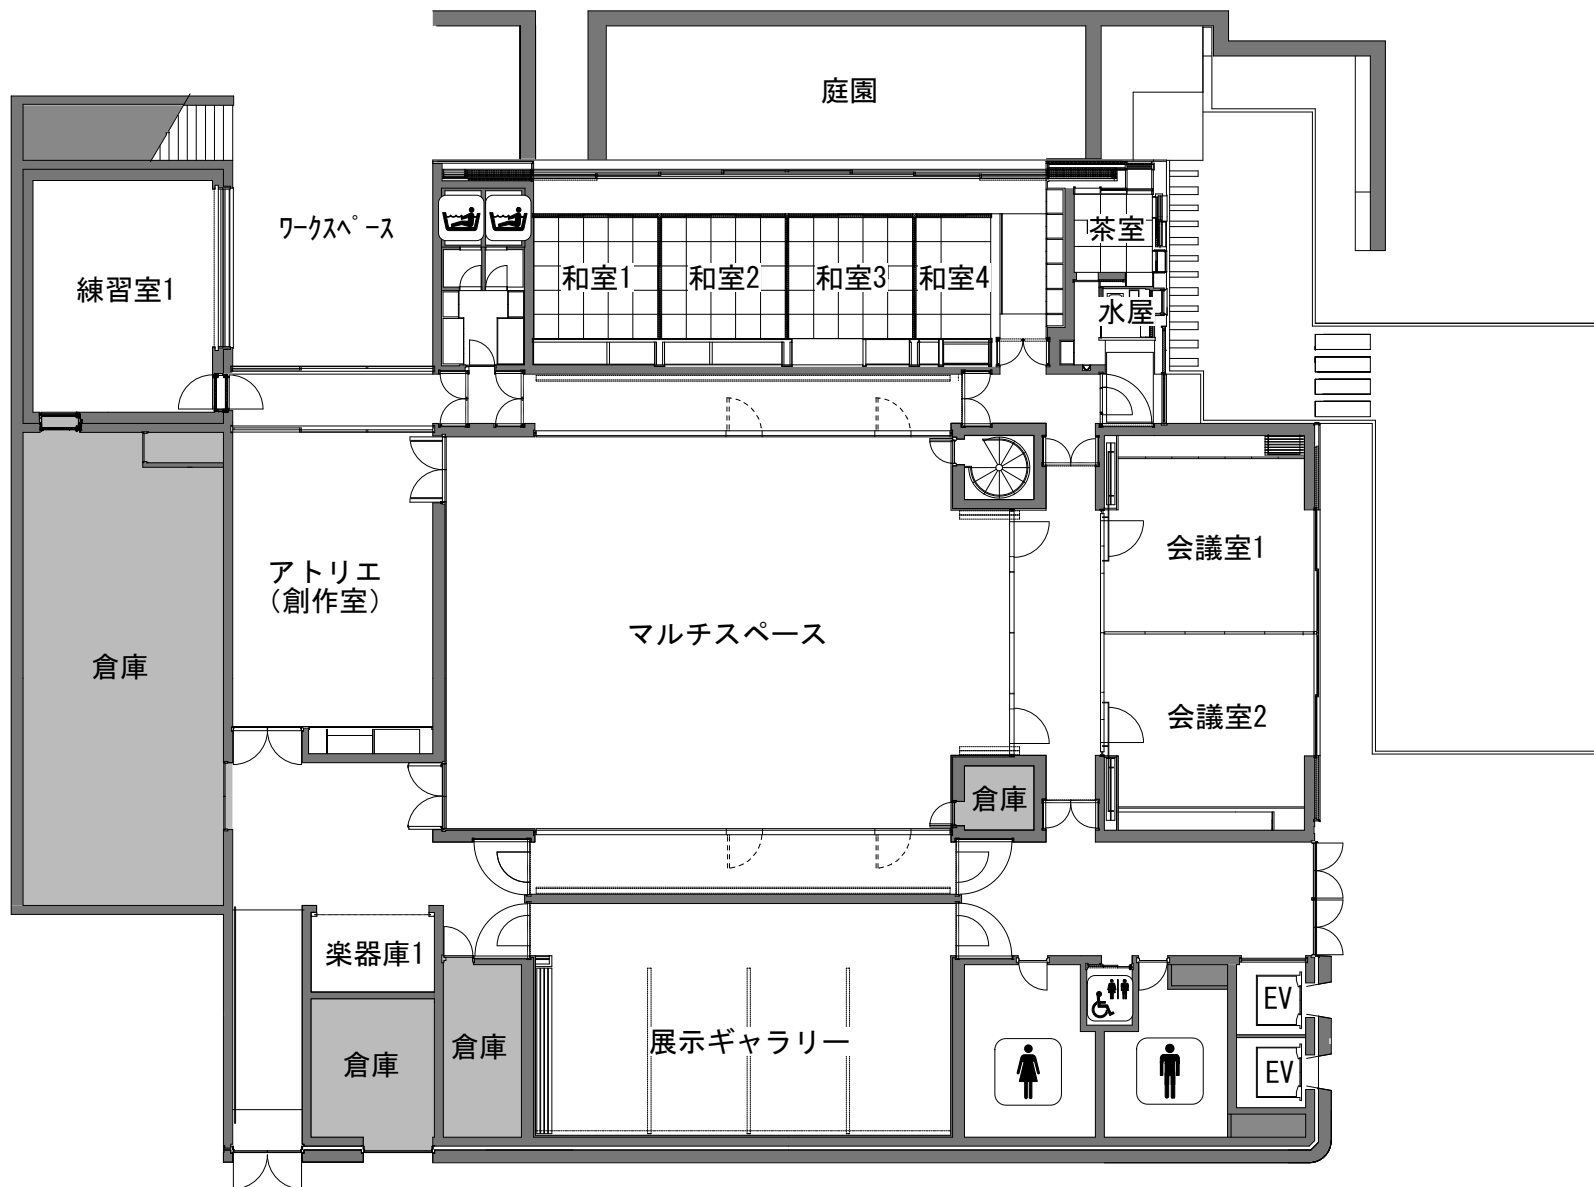 庭園
ワークスペース
茶室
練習室1
和室1
和室2
和室3
和室4
水屋
アトリエ
(創作室)
会議室1
マルチスペース
倉庫
会議室2
倉庫
楽器庫1
EV
展示ギャラリー
倉庫
倉庫
EV